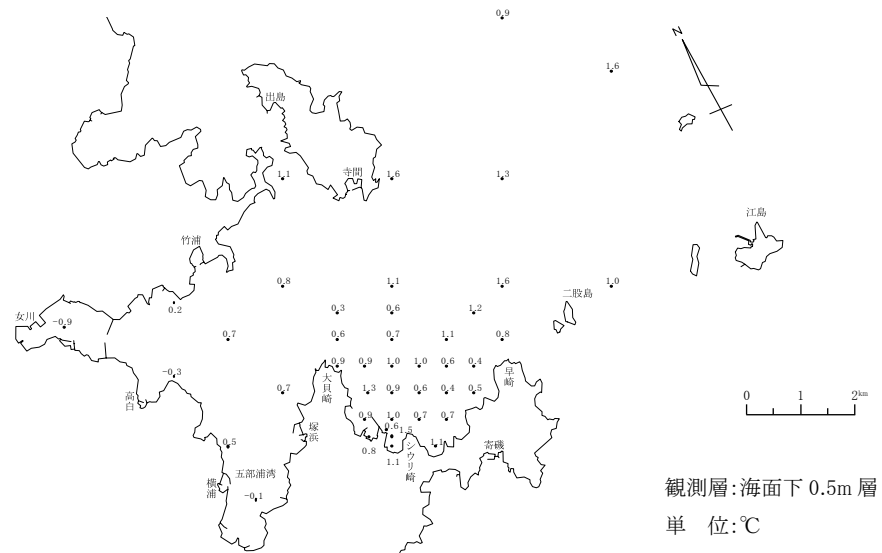 0.9
1.6
N
出島
寺間
1.1
1.6
1.3
江島
竹浦
0.8
1.1
1.6
1.0
二股島
女川
-0.9
0.2
0.3
0.6
1.2
0.7
0.6
0.7
1.1
0.8
-0.3
0.9
0.9
1.0
1.0
0.6
0.4
早崎
大貝崎
高白
0.7
1.3
0.9
0.6
0.4
0.5
0 1 2km
0.9
1.0
0.7
0.7
塚浜
0.6
1.5
0.5
0.8
1.1
1.1
シウリ崎
寄磯
五部浦湾
横浦
-0.1
観測層:海面下 0.5m 層
単 位:℃